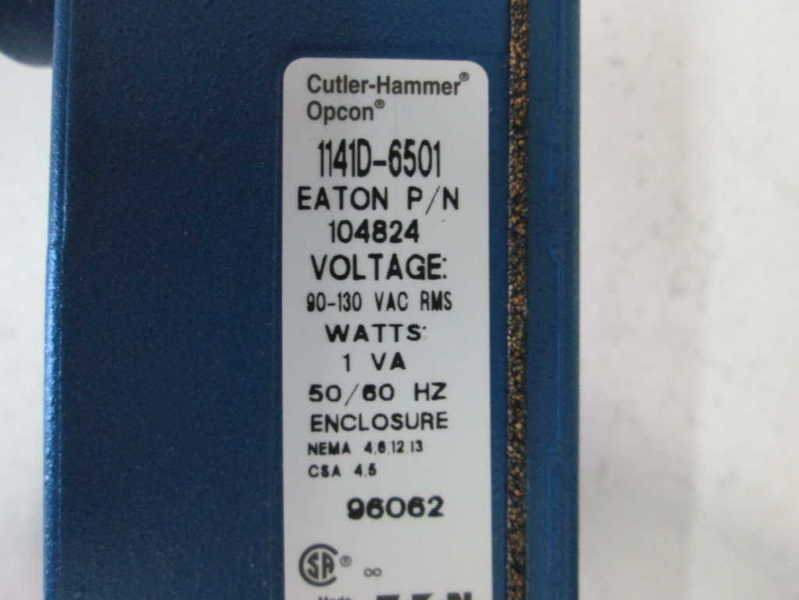 Cutler-Hammer®
Opcon®
1141D-6501
EATON P/N
104824
VOLTAGE:
90-130 VAC RMS
WATTS:
1 VA
50/60 HZ
ENCLOSURE
NEMA 4,6,12,13
CSA 4,5
96062
SA ®